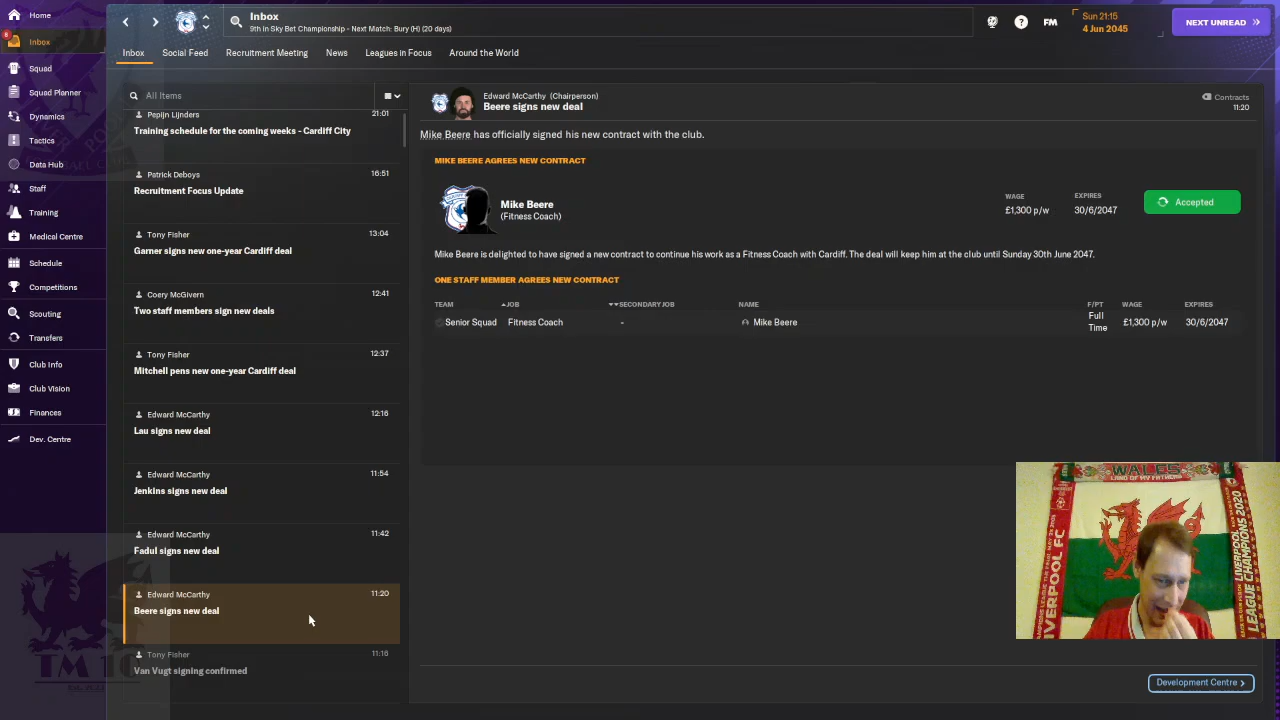 Home
Inbox
5th in Sky Bet Championship - Next Match: Bury (H) (20 days)
FM
Sun 21:15
4 Jun 2045
NEXT UNREAD
Inbox
Squad
Squad Planner
Dynamics
Tactics
Data Hub
Staff
Training
Medical Centre
Schedule
Competitions
Scouting
Transfers
Club Info
Club Vision
Finances
Dev. Centre
Inbox
Social Feed
Recruitment Meeting
News
Leagues in Focus
Around the World
All Items
Pepijn Lijnders 21:01
Training schedule for the coming weeks - Cardiff City
Patrick Deboys 16:51
Recruitment Focus Update
Tony Fisher 13:04
Garner signs new one-year Cardiff deal
Coery McGivern 12:41
Two staff members sign new deals
Tony Fisher 12:37
Mitchell pens new one-year Cardiff deal
Edward McCarthy 12:16
Lau signs new deal
Edward McCarthy 11:54
Jenkins signs new deal
Edward McCarthy 11:42
Fadul signs new deal
Edward McCarthy 11:20
Beere signs new deal
Tony Fisher 11:16
Van Vugt signing confirmed
TM 10
Edward McCarthy (Chairperson)
Beere signs new deal
Contracts
11:20
Mike Beere has officially signed his new contract with the club.
MIKE BEERE AGREES NEW CONTRACT
Mike Beere
(Fitness Coach)
WAGE
£1,300 p/w
EXPIRES
30/6/2047
Accepted
Mike Beere is delighted to have signed a new contract to continue his work as a Fitness Coach with Cardiff. The deal will keep him at the club until Sunday 30th June 2047.
ONE STAFF MEMBER AGREES NEW CONTRACT
TEAM JOB SECONDARY JOB NAME F/PT WAGE EXPIRES
Senior Squad Fitness Coach - Mike Beere Full Time £1,300 p/w 30/6/2047
WALES
LAND OF MY FATHERS
LIVERPOOL FC
LIVERPOOL
LEAGUE CHAMPIONS 2020
Development Centre